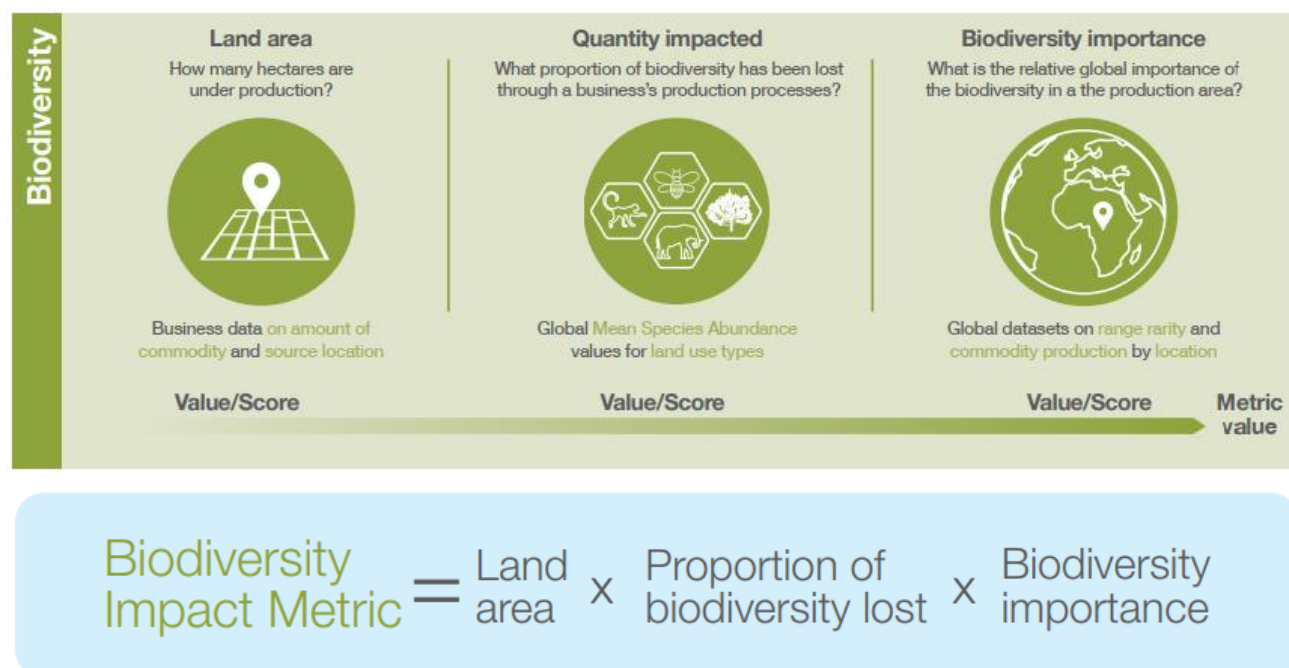 Biodiversity
Land area
How many hectares are
under production?
Business data on amount of
commodity and source location
Value/Score
Quantity impacted
What proportion of biodiversity has been lost
through a business's production processes?
Global Mean Species Abundance
values for land use types
Value/Score
Biodiversity importance
What is the relative global importance of
the biodiversity in a the production area?
Global datasets on range rarity and
commodity production by location
Value/Score
Metric
value
Biodiversity
Impact Metric
=
Land
area
x
Proportion of
biodiversity lost
x
Biodiversity
importance